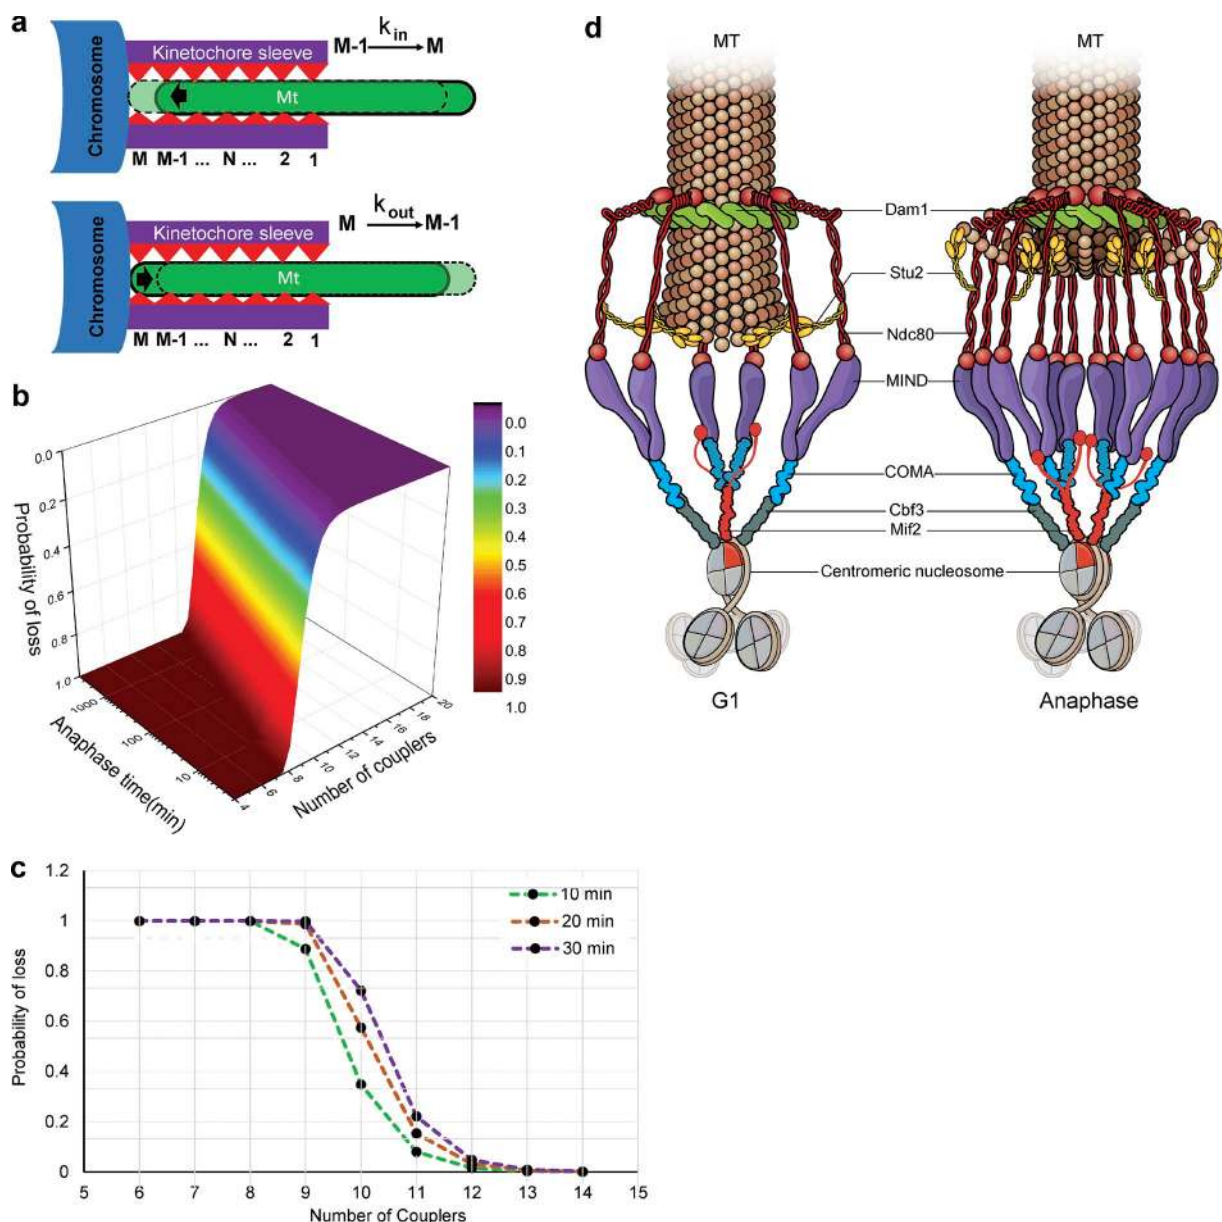 a
Chromosome
Kinetochore sleeve
Mt
M M-1 ... N ... 2 1
M-1 k in M
Chromosome
Kinetochore sleeve
Mt
M M-1 ... N ... 2 1
M k out M-1
b
Probability of loss
0.0
0.2
0.4
0.6
0.8
1.0
Anaphase time(min)
1000
100
10
Number of couplers
4 6 8 10 12 14 16 18 20
0.0
0.1
0.2
0.3
0.4
0.5
0.6
0.7
0.8
0.9
1.0
c
Probability of loss
1.2
1
0.8
0.6
0.4
0.2
0
5 6 7 8 9 10 11 12 13 14 15
Number of Couplers
10 min
20 min
30 min
d
MT MT
Dam1
Stu2
Ndc80
MIND
COMA
Cbf3
Mif2
Centromeric nucleosome
G1 Anaphase